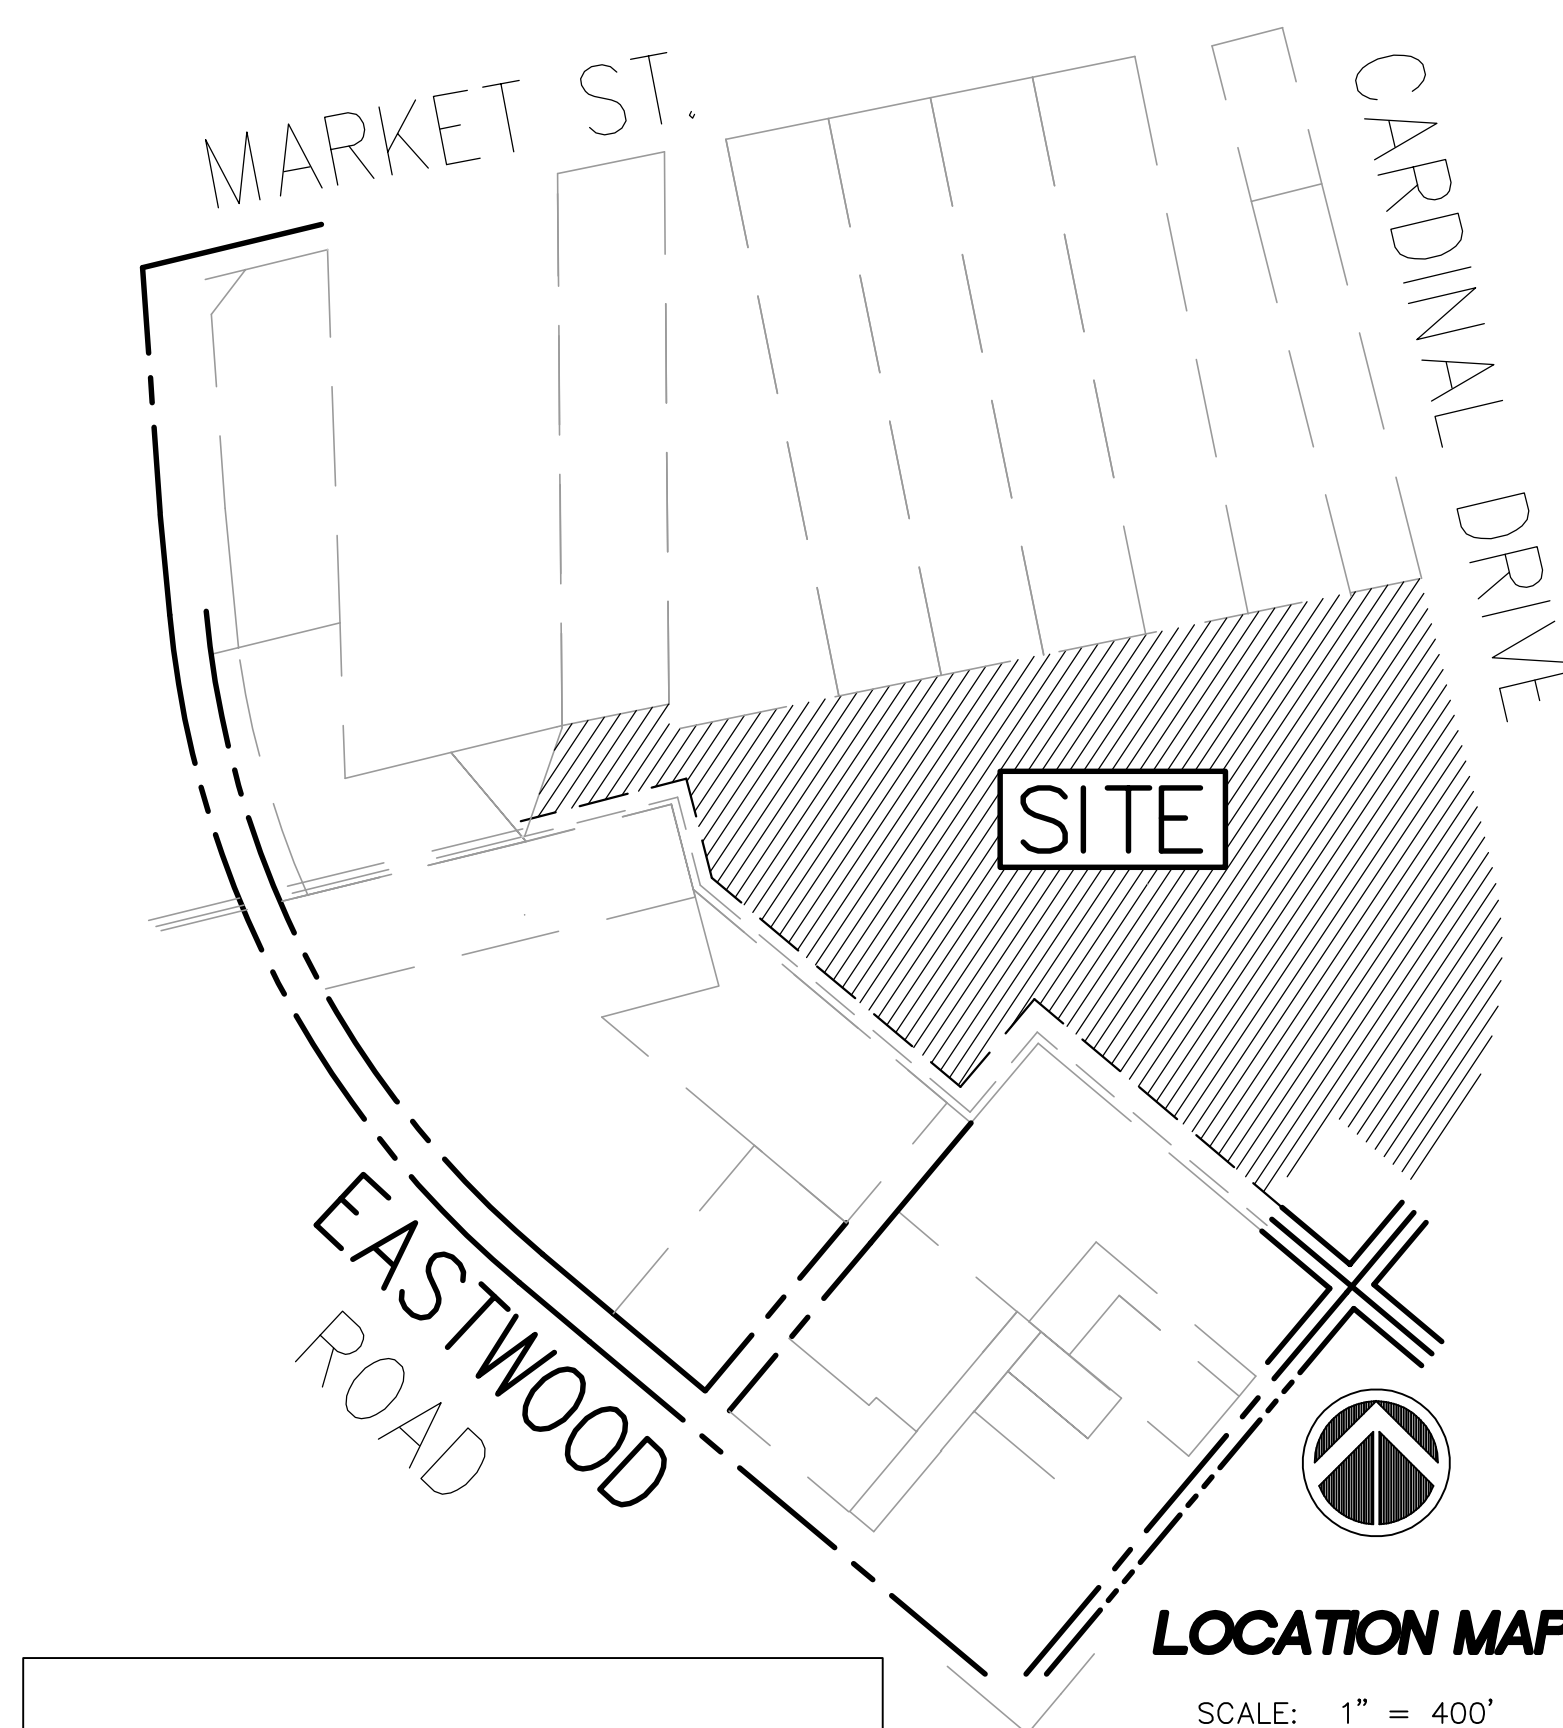 MARKET ST.
CARDINAL DRIVE
SITE
EASTWOOD
ROAD
LOCATION MAP
SCALE: 1" = 400'